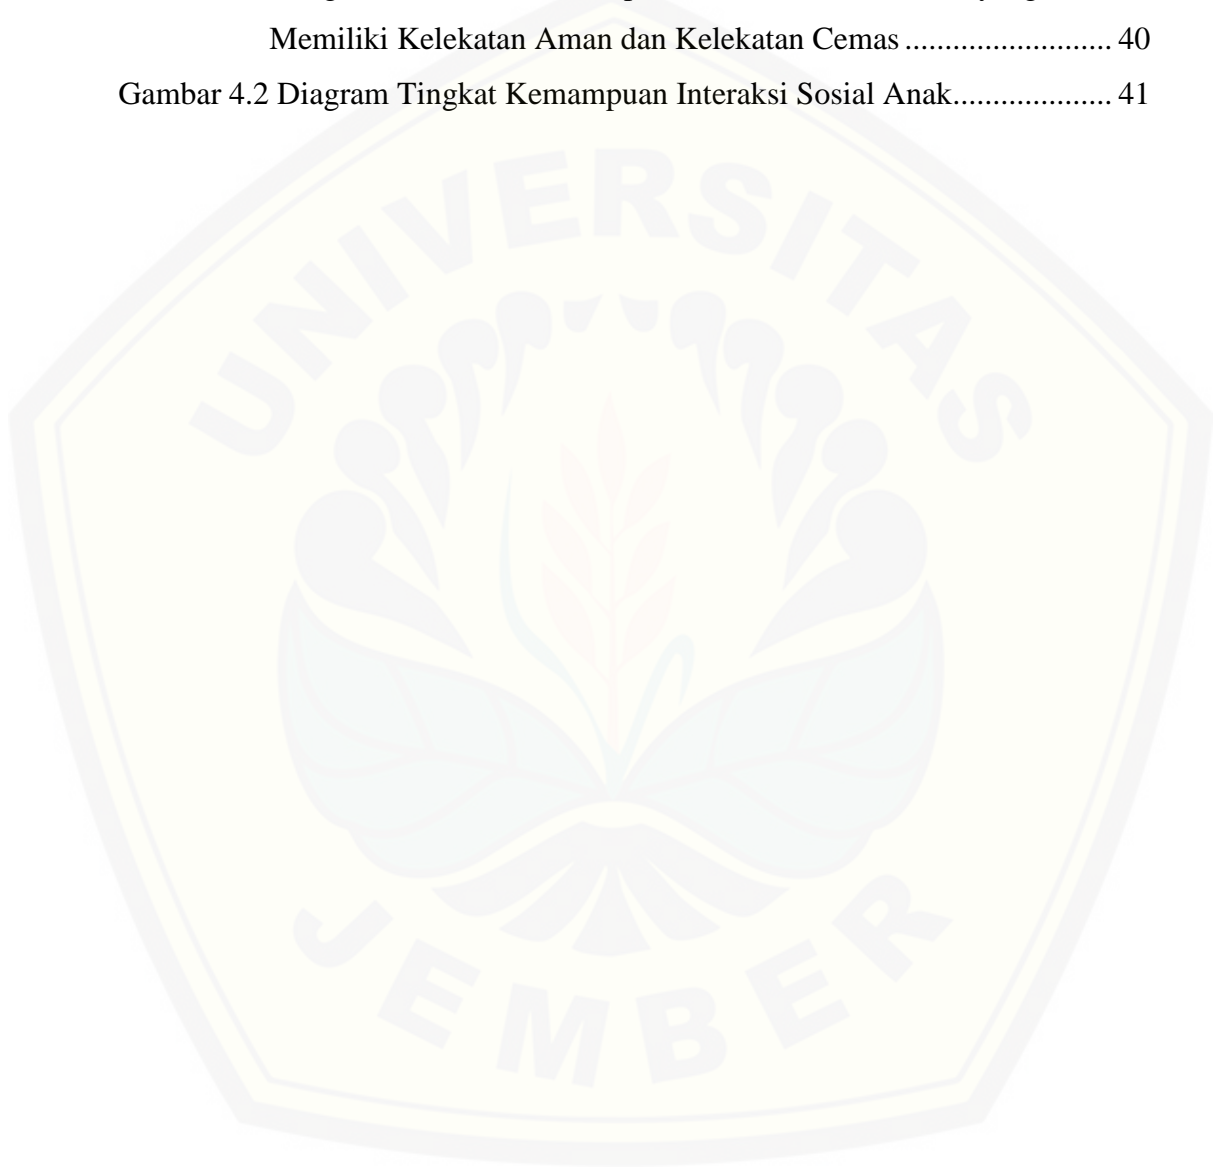 Memiliki Kelekatan Aman dan Kelekatan Cemas .......................... 40
Gambar 4.2 Diagram Tingkat Kemampuan Interaksi Sosial Anak.................... 41
UNIVERSITAS
JEMBER